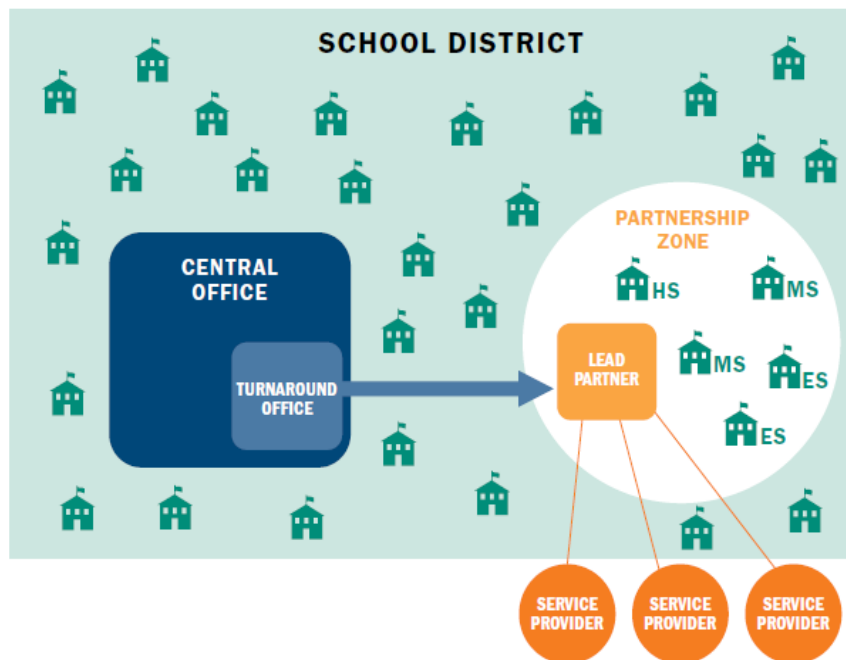 SCHOOL DISTRICT
PARTNERSHIP
ZONE
CENTRAL
OFFICE
HS
MS
LEAD
PARTNER
MS
ES
TURNAROUND
OFFICE
ES
SERVICE
PROVIDER
SERVICE
PROVIDER
SERVICE
PROVIDER